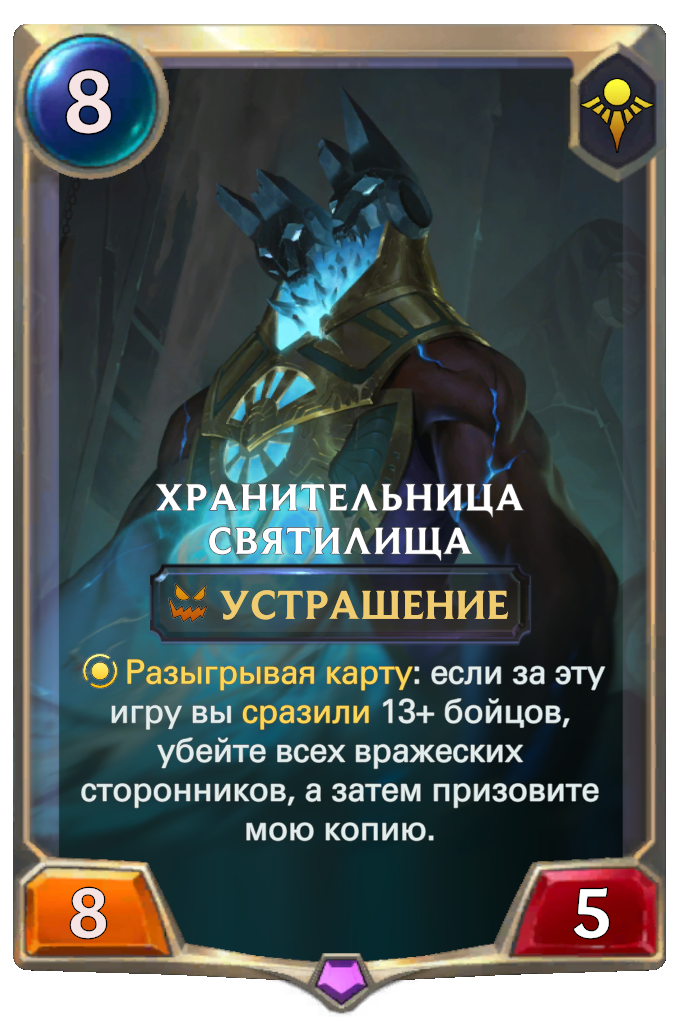 8
ХРАНИТЕЛЬНИЦА
СВЯТИЛИЩА
УСТРАШЕНИЕ
Разыгрывая карту: если за эту
игру вы сразили 13+ бойцов,
убейте всех вражеских
сторонников, а затем призовите
мою копию.
8 5